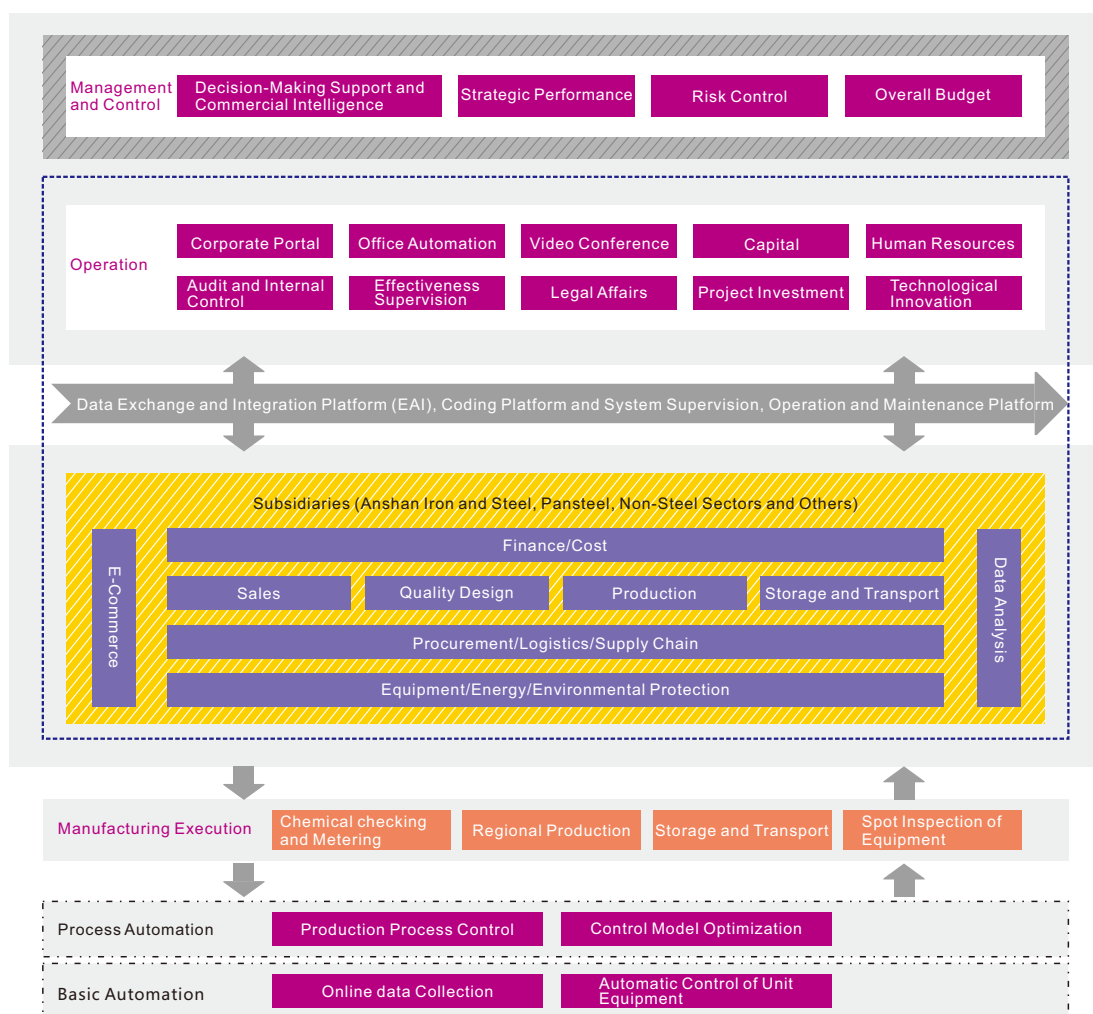 Management
and Control
Decision-Making Support and
Commercial Intelligence
Strategic Performance
Risk Control
Overall Budget
Operation
Corporate Portal
Office Automation
Video Conference
Capital
Human Resources
Audit and Internal
Control
Effectiveness
Supervision
Legal Affairs
Project Investment
Technological
Innovation
Data Exchange and Integration Platform (EAI), Coding Platform and System Supervision, Operation and Maintenance Platform
Subsidiaries (Anshan Iron and Steel, Pansteel, Non-Steel Sectors and Others)
E-Commerce
Finance/Cost
Sales
Quality Design
Production
Storage and Transport
Procurement/Logistics/Supply Chain
Equipment/Energy/Environmental Protection
Data Analysis
Manufacturing Execution
Chemical checking
and Metering
Regional Production
Storage and Transport
Spot Inspection of
Equipment
Process Automation
Production Process Control
Control Model Optimization
Basic Automation
Online data Collection
Automatic Control of Unit
Equipment